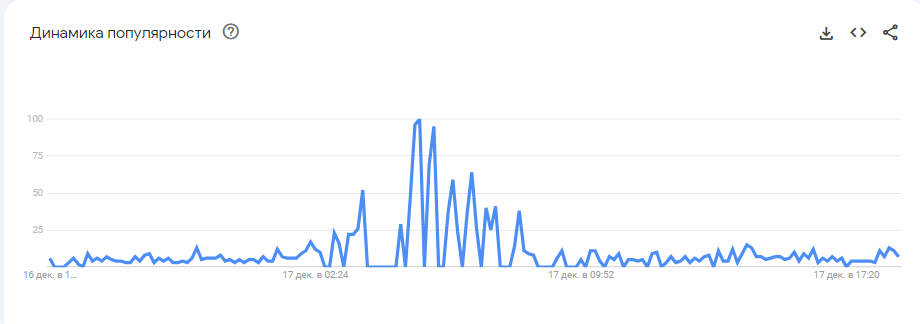 Динамика популярности
100
75
50
25
16 дек. в 1...
17 дек. в 02:24
17 дек. в 09:52
17 дек. в 17:20